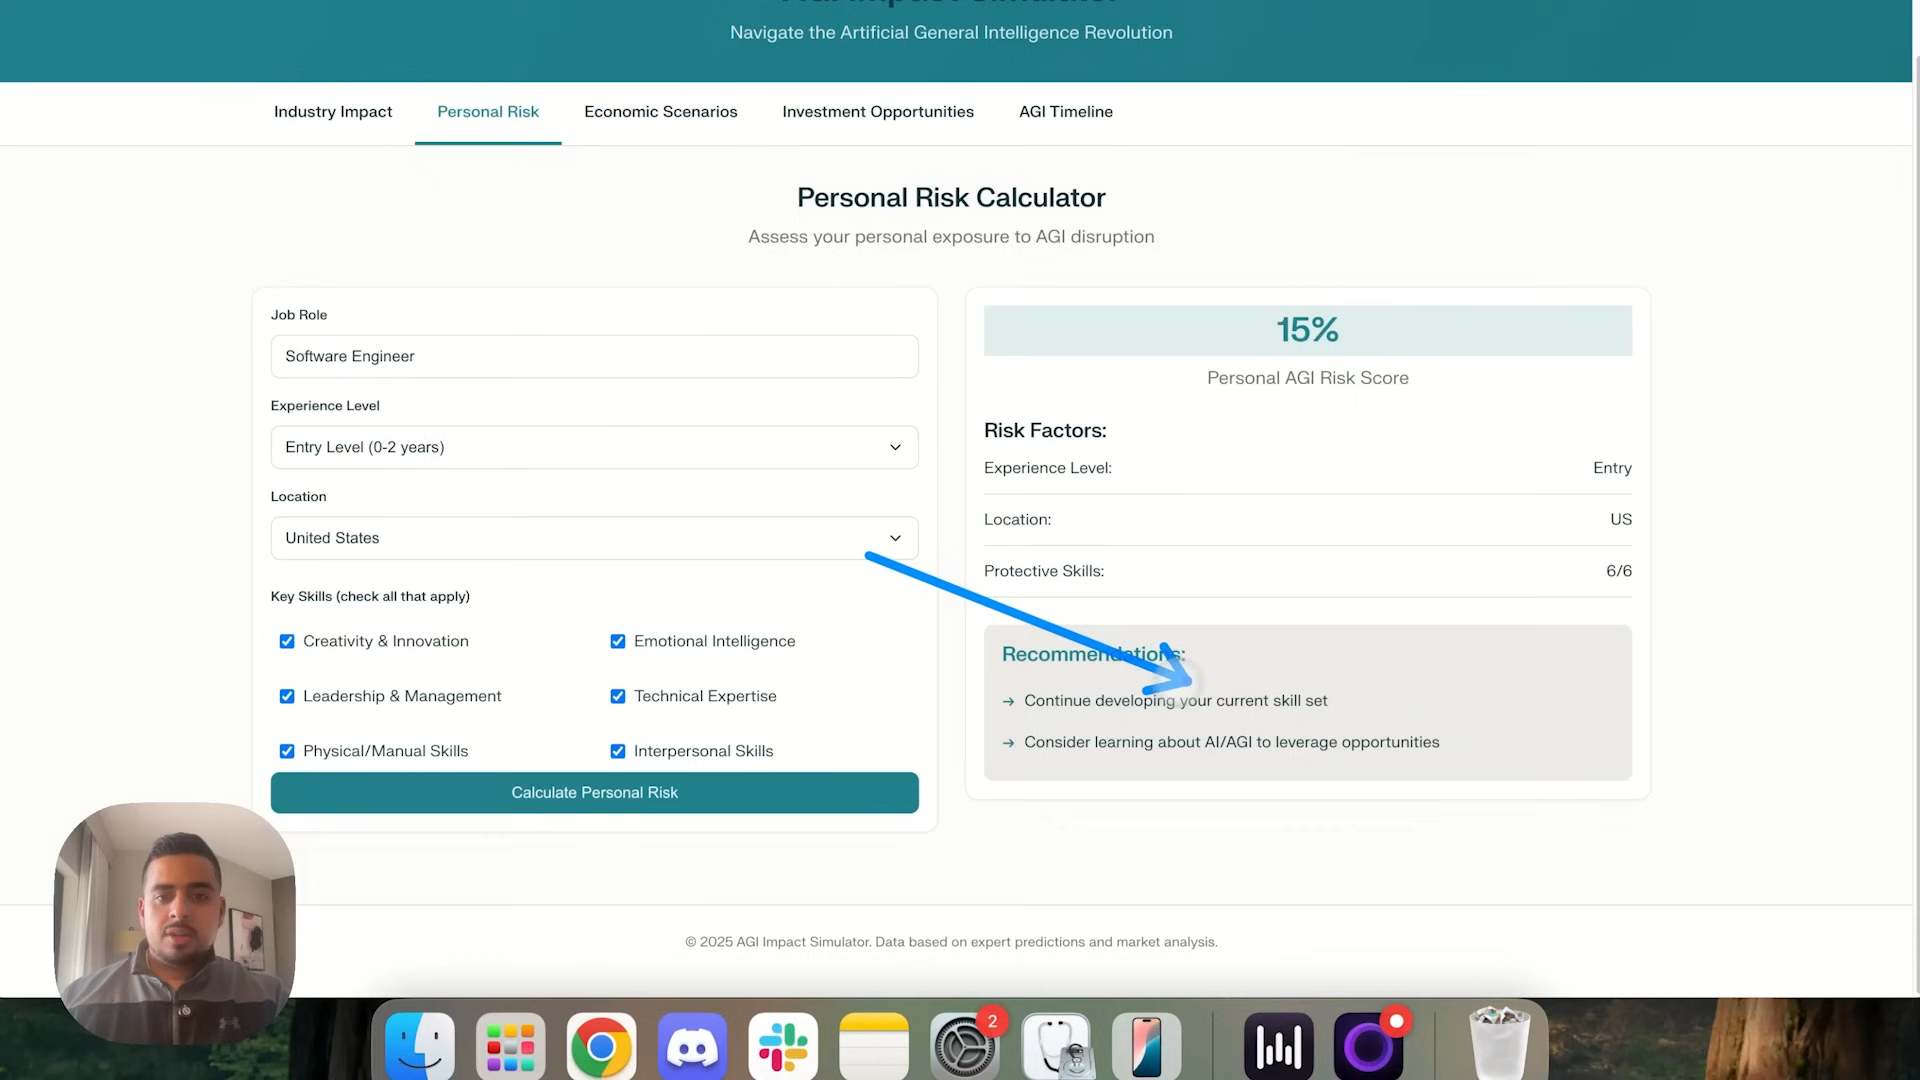 Navigate the Artificial General Intelligence Revolution
Industry Impact
Personal Risk
Economic Scenarios
Investment Opportunities
AGI Timeline
Personal Risk Calculator
Assess your personal exposure to AGI disruption
Job Role
Software Engineer
Experience Level
Entry Level (0-2 years)
Location
United States
Key Skills (check all that apply)
Creativity & Innovation
Emotional Intelligence
Leadership & Management
Technical Expertise
Physical/Manual Skills
Interpersonal Skills
Calculate Personal Risk
15%
Personal AGI Risk Score
Risk Factors:
Experience Level: Entry
Location: US
Protective Skills: 6/6
Recommendations:
→ Continue developing your current skill set
→ Consider learning about AI/AGI to leverage opportunities
© 2025 AGI Impact Simulator. Data based on expert predictions and market analysis.
2